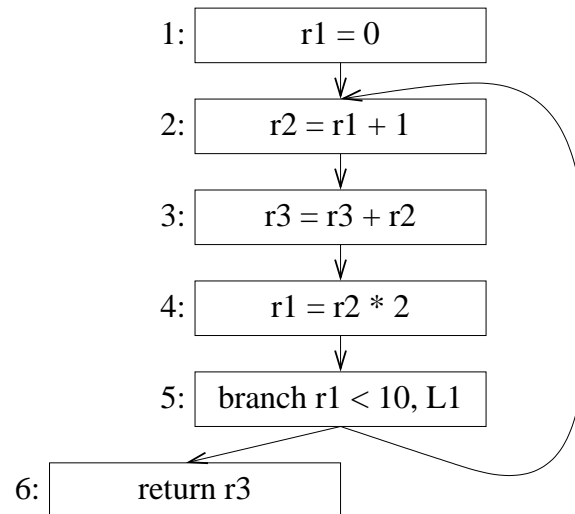 1: r1 = 0
2: r2 = r1 + 1
3: r3 = r3 + r2
4: r1 = r2 * 2
5: branch r1 < 10, L1
6: return r3